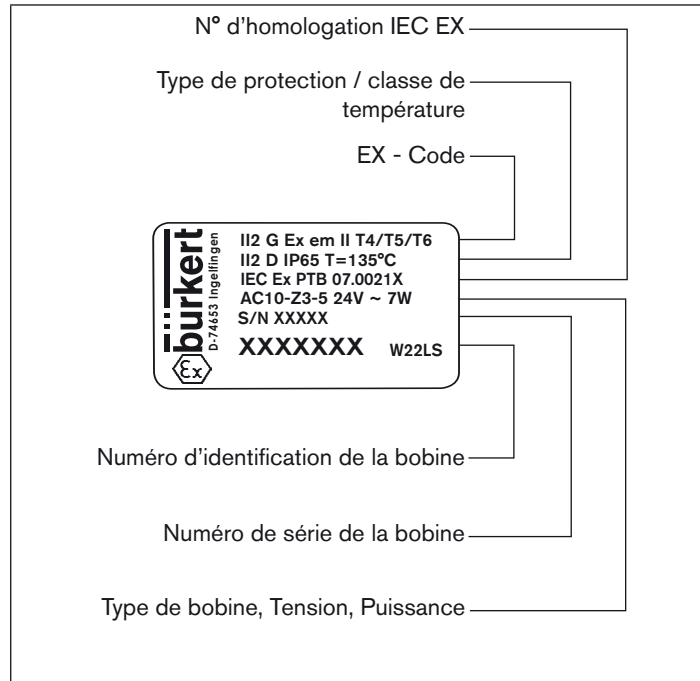 N° d'homologation IEC EX
Type de protection / classe de
température
EX - Code
bürkert
D-74653 Ingelfingen
Ex
II2 G Ex em II T4/T5/T6
II2 D IP65 T=135°C
IEC Ex PTB 07.0021X
AC10-Z3-5 24V ~ 7W
S/N XXXXX
XXXXXXX W22LS
Numéro d'identification de la bobine
Numéro de série de la bobine
Type de bobine, Tension, Puissance